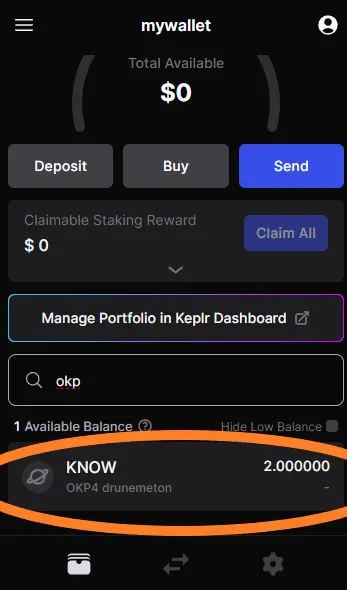 mywallet
Total Available
$0
Deposit Buy Send
Claimable Staking Reward
$ 0
Claim All
Manage Portfolio in Keplr Dashboard
okp
1 Available Balance Hide Low Balance
KNOW 2.000000
OKP4 drunemeton -